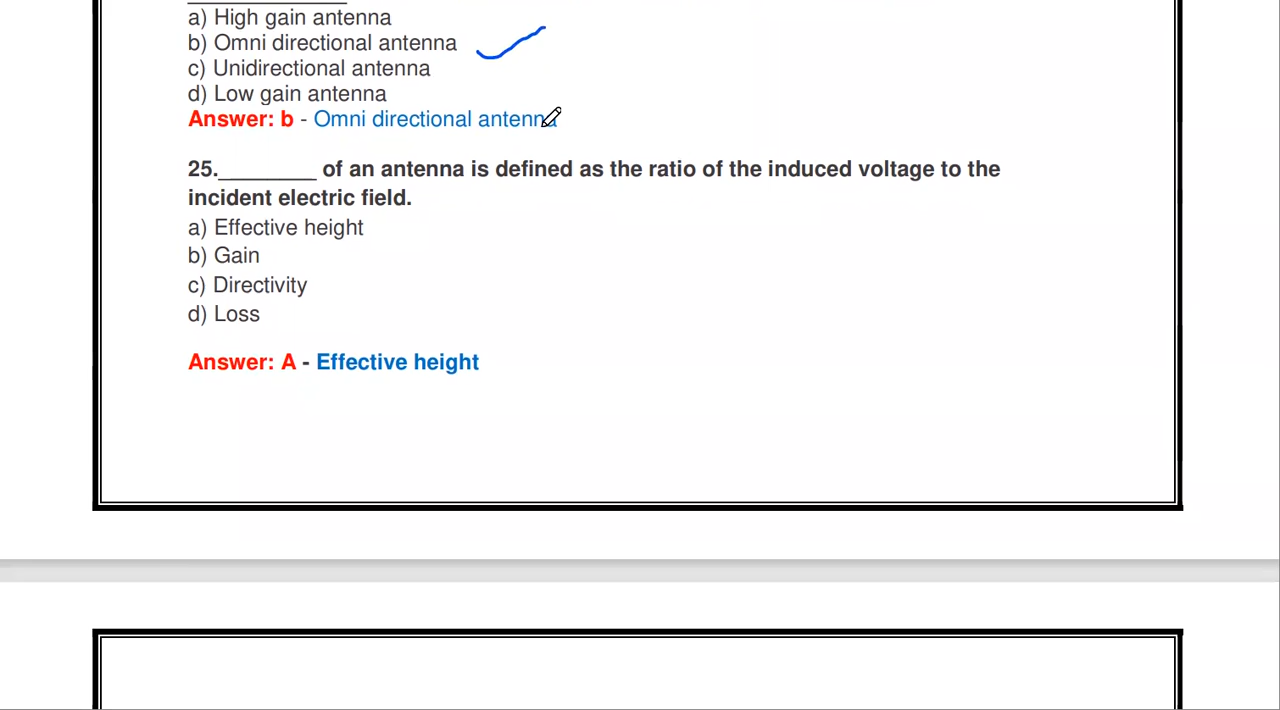 a) High gain antenna
b) Omni directional antenna
c) Unidirectional antenna
d) Low gain antenna
Answer: b - Omni directional antenna
25.________ of an antenna is defined as the ratio of the induced voltage to the
incident electric field.
a) Effective height
b) Gain
c) Directivity
d) Loss
Answer: A - Effective height